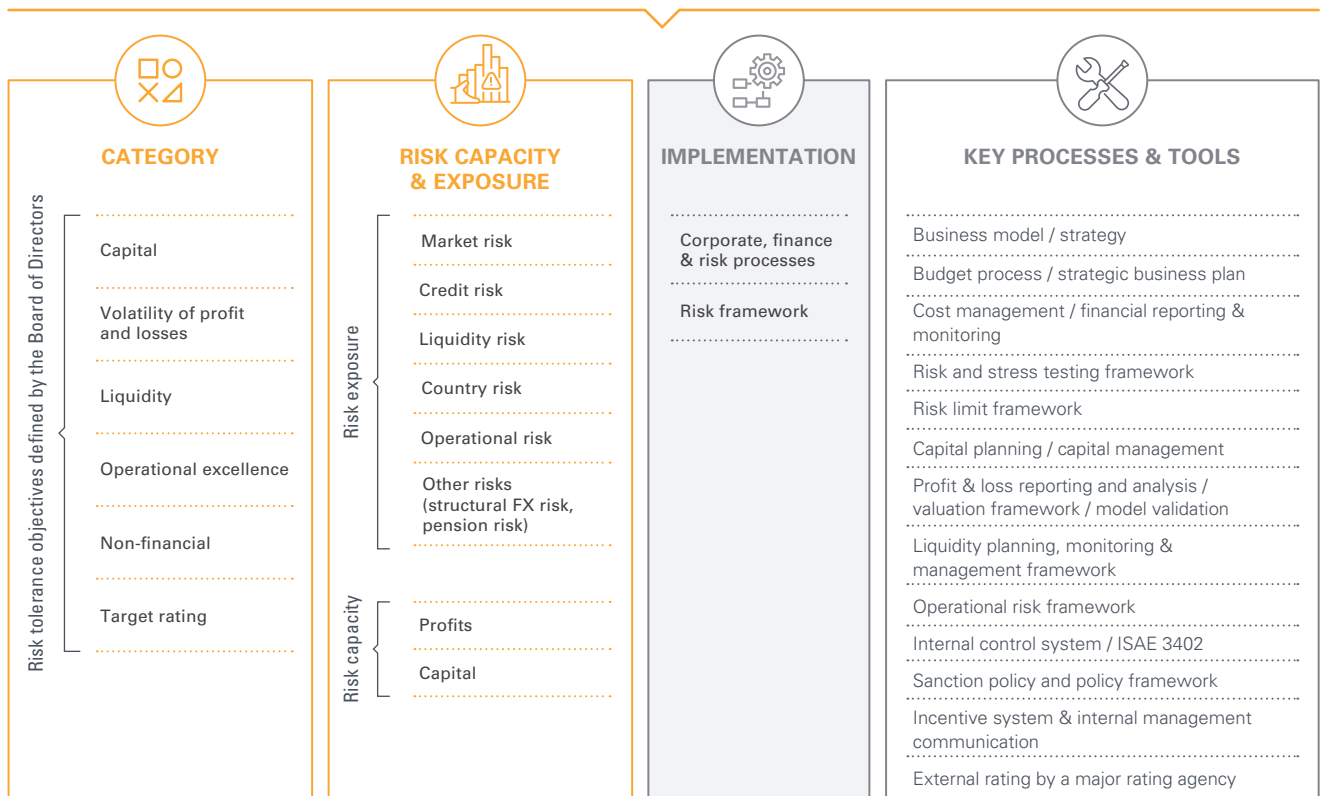 CATEGORY
Risk tolerance objectives defined by the Board of Directors
Capital
Volatility of profit
and losses
Liquidity
Operational excellence
Non-financial
Target rating
RISK CAPACITY
& EXPOSURE
Risk exposure
Market risk
Credit risk
Liquidity risk
Country risk
Operational risk
Other risks
(structural FX risk,
pension risk)
Risk capacity
Profits
Capital
IMPLEMENTATION
Corporate, finance
& risk processes
Risk framework
KEY PROCESSES & TOOLS
Business model / strategy
Budget process / strategic business plan
Cost management / financial reporting &
monitoring
Risk and stress testing framework
Risk limit framework
Capital planning / capital management
Profit & loss reporting and analysis /
valuation framework / model validation
Liquidity planning, monitoring &
management framework
Operational risk framework
Internal control system / ISAE 3402
Sanction policy and policy framework
Incentive system & internal management
communication
External rating by a major rating agency